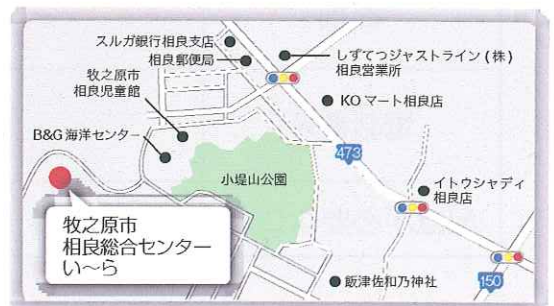 スルガ銀行相良支店
相良郵便局
しずてつジャストライン(株)
相良営業所
牧之原市
相良児童館
KOマート相良店
B&G海洋センター
473
小堤山公園
イトウシャディ
相良店
牧之原市
相良総合センター
い〜ら
飯津佐和乃神社
150